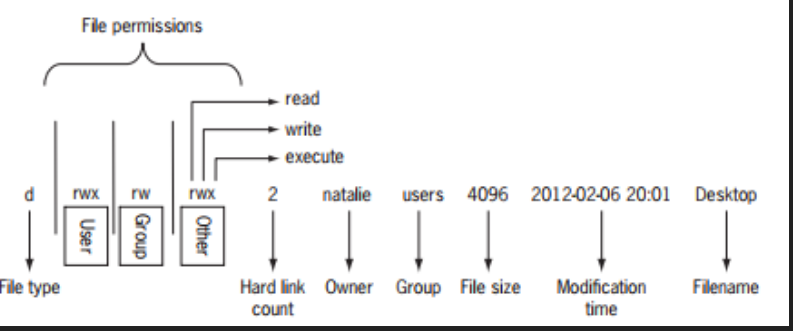 File permissions
read
write
execute
d rwx rw rwx 2 natalie users 4096 2012-02-06 20:01 Desktop
User Group Other
File type Hard link count Owner Group File size Modification time Filename